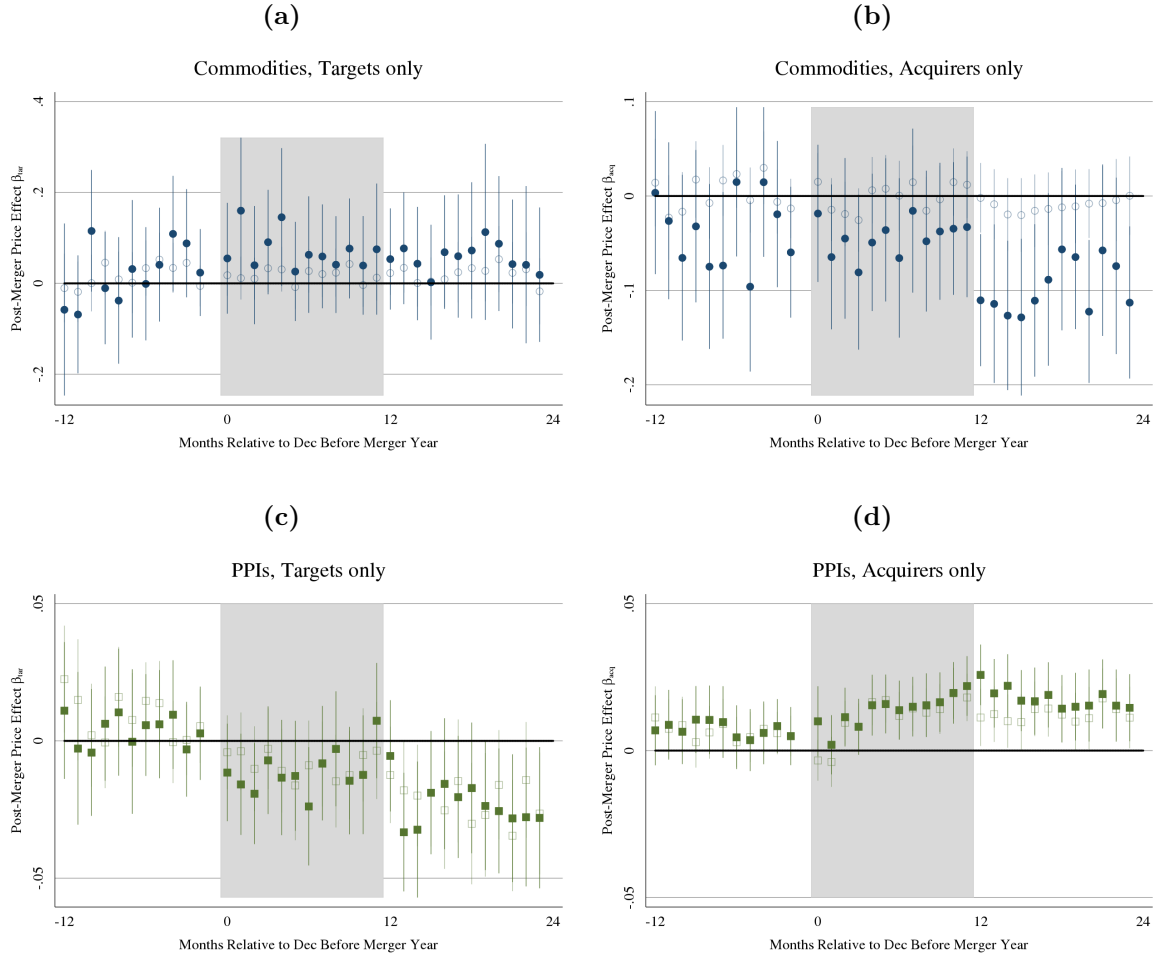 (a)
Commodities, Targets only
Post-Merger Price Effect βtar
.4
.2
0
-.2
-12
0
12
24
Months Relative to Dec Before Merger Year
(b)
Commodities, Acquirers only
Post-Merger Price Effect βacq
.1
0
-.1
-.2
-12
0
12
24
Months Relative to Dec Before Merger Year
(c)
PPIs, Targets only
Post-Merger Price Effect βtar
.05
0
-.05
-12
0
12
24
Months Relative to Dec Before Merger Year
(d)
PPIs, Acquirers only
Post-Merger Price Effect βacq
.05
0
-.05
-12
0
12
24
Months Relative to Dec Before Merger Year